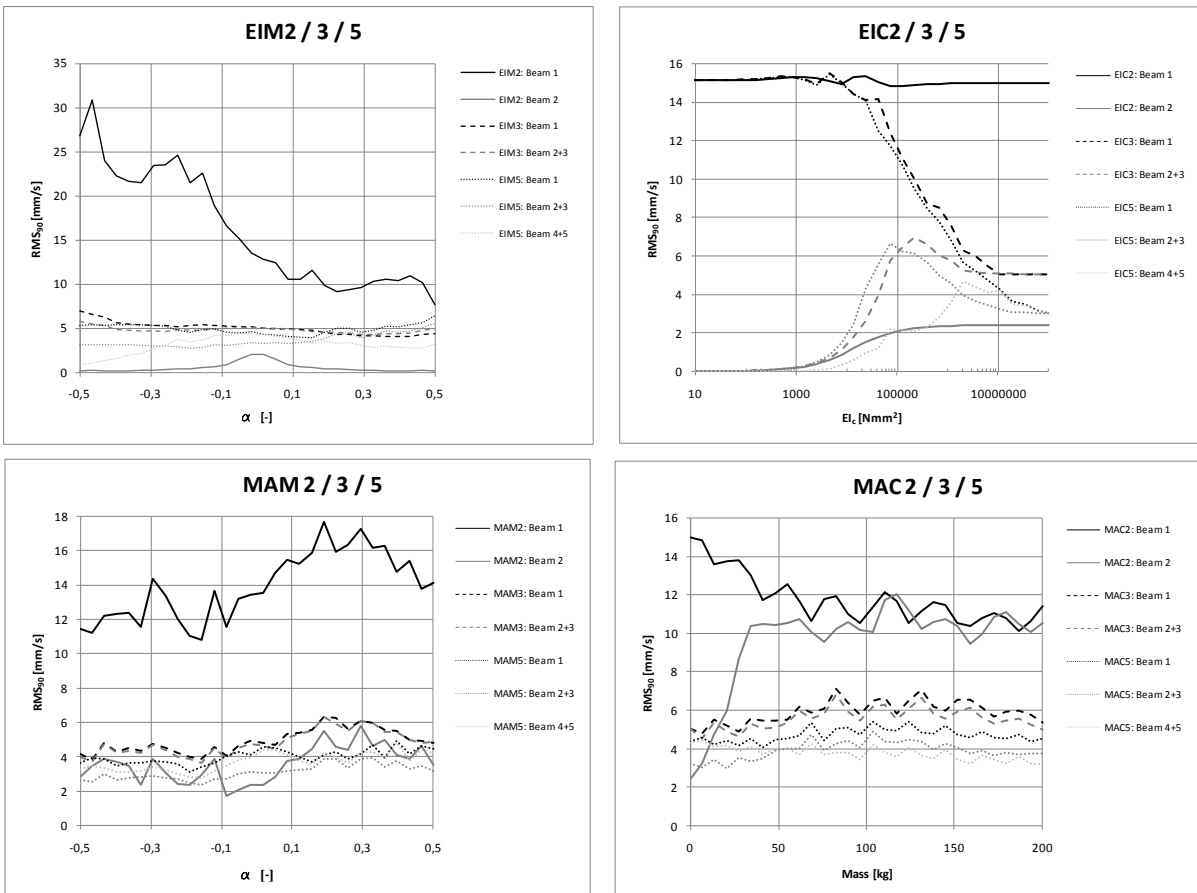 EIM2 / 3 / 5
RMS90 [mm/s]
35
30
25
20
15
10
5
0
-0,5
-0,3
-0,1
0,1
0,3
0,5
α [-]
EIM2: Beam 1
EIM2: Beam 2
EIM3: Beam 1
EIM3: Beam 2+3
EIM5: Beam 1
EIM5: Beam 2+3
EIM5: Beam 4+5
EIC2 / 3 / 5
RMS90 [mm/s]
16
14
12
10
8
6
4
2
0
10
1000
100000
10000000
EIc [Nmm²]
EIC2: Beam 1
EIC2: Beam 2
EIC3: Beam 1
EIC3: Beam 2+3
EIC5: Beam 1
EIC5: Beam 2+3
EIC5: Beam 4+5
MAM 2 / 3 / 5
RMS90 [mm/s]
18
16
14
12
10
8
6
4
2
0
-0,5
-0,3
-0,1
0,1
0,3
0,5
α [-]
MAM2: Beam 1
MAM2: Beam 2
MAM3: Beam 1
MAM3: Beam 2+3
MAM5: Beam 1
MAM5: Beam 2+3
MAM5: Beam 4+5
MAC 2 / 3 / 5
RMS90 [mm/s]
16
14
12
10
8
6
4
2
0
0
50
100
150
200
Mass [kg]
MAC2: Beam 1
MAC2: Beam 2
MAC3: Beam 1
MAC3: Beam 2+3
MAC5: Beam 1
MAC5: Beam 2+3
MAC5: Beam 4+5